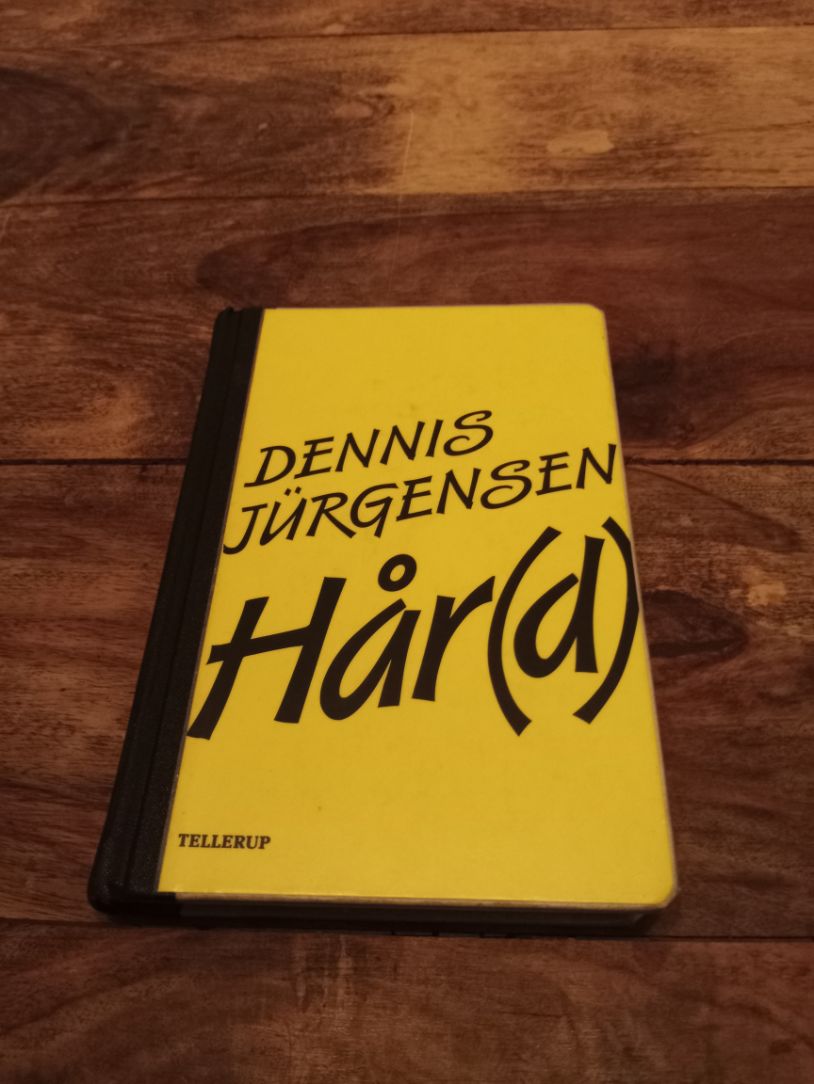 DENNIS
JÜRGENSEN
Hår(d)
TELLERUP